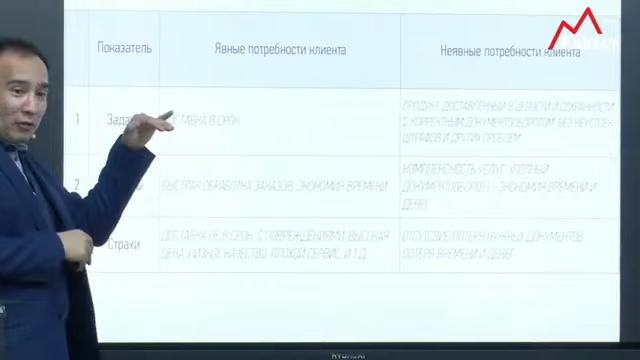 Показатель
Явные потребности клиента
Неявные потребности клиента
1
ДОСТАВКА В СРОК
ПРОДУКТ, ДОСТАВЛЕННЫЙ В ЦЕЛОСТИ И СОХРАННОСТИ
С КОРРЕКТНЫМ ДОКУМЕНТООБОРОТОМ, БЕЗ НЕУСТОЕК,
ШТРАФОВ И ДРУГИХ ПРОБЛЕМ
2
БЫСТРАЯ ОБРАБОТКА ЗАКАЗОВ. ЭКОНОМИЯ ВРЕМЕНИ
КОМПЛЕКСНОСТЬ УСЛУГ (ПОЛНЫЙ
ДОКУМЕНТООБОРОТ) – ЭКОНОМИЯ ВРЕМЕНИ И
ДЕНЕГ
Страхи
ДОСТАВКА НЕ В СРОК, С ПОВРЕЖДЕНИЯМИ, ВЫСОКАЯ
ЦЕНА, НИЗКОЕ КАЧЕСТВО, ПЛОХОЙ СЕРВИС, И Т.Д.
ПОТЕРЯ ВРЕМЕНИ И ДЕНЕГ